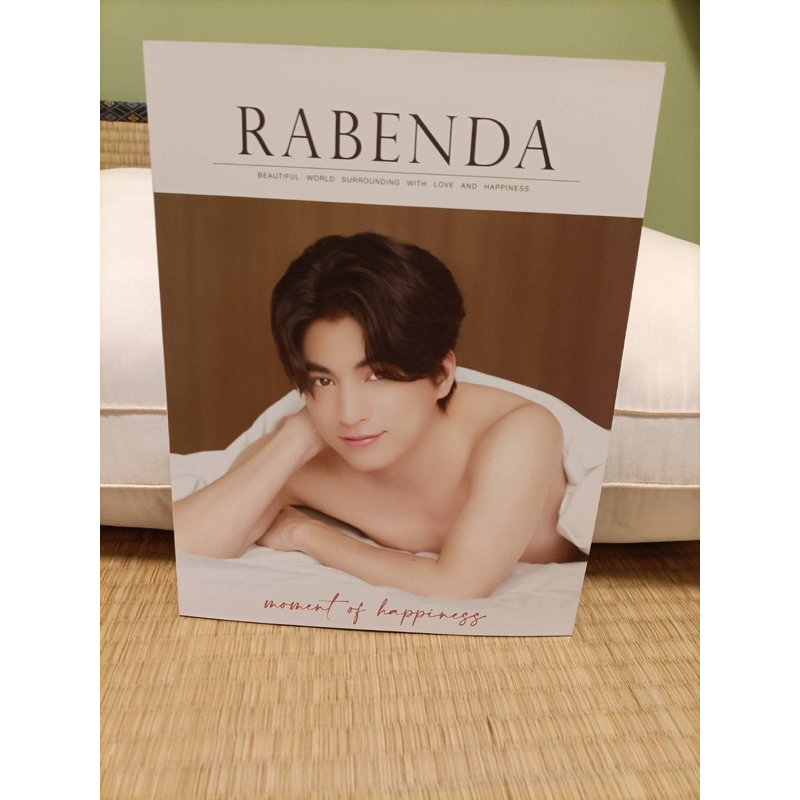 RABENDA
BEAUTIFUL WORLD SURROUNDING WITH LOVE AND HAPPINESS.
moment of happiness